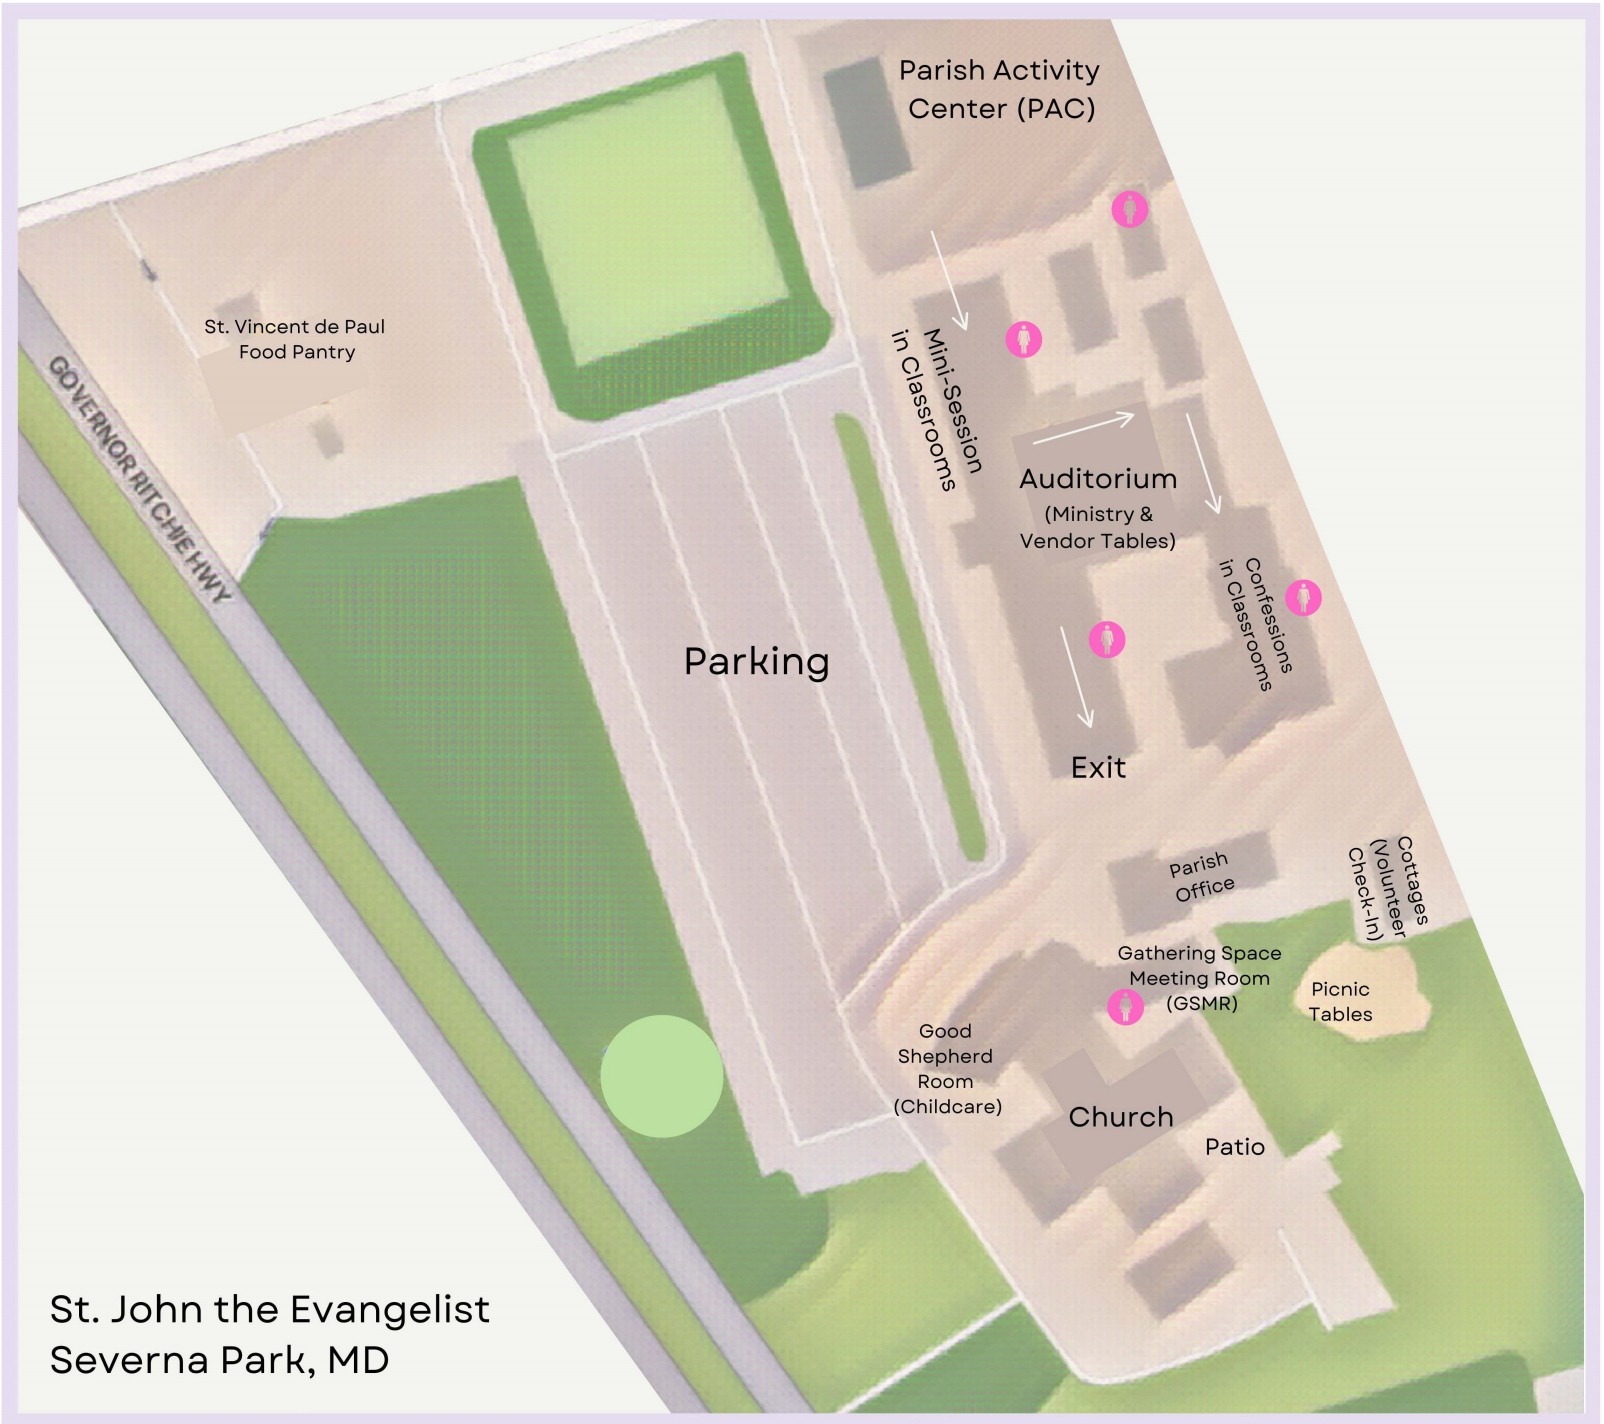 Parish Activity
Center (PAC)
St. Vincent de Paul
Food Pantry
GOVERNOR RITCHIE HWY
Mini-Session
in Classrooms
Auditorium
(Ministry &
Vendor Tables)
Confessions
in Classrooms
Parking
Exit
Parish
Office
Cottages
(Volunteer
Check-In)
Gathering Space
Meeting Room
(GSMR)
Picnic
Tables
Good
Shepherd
Room
(Childcare)
Church
Patio
St. John the Evangelist
Severna Park, MD